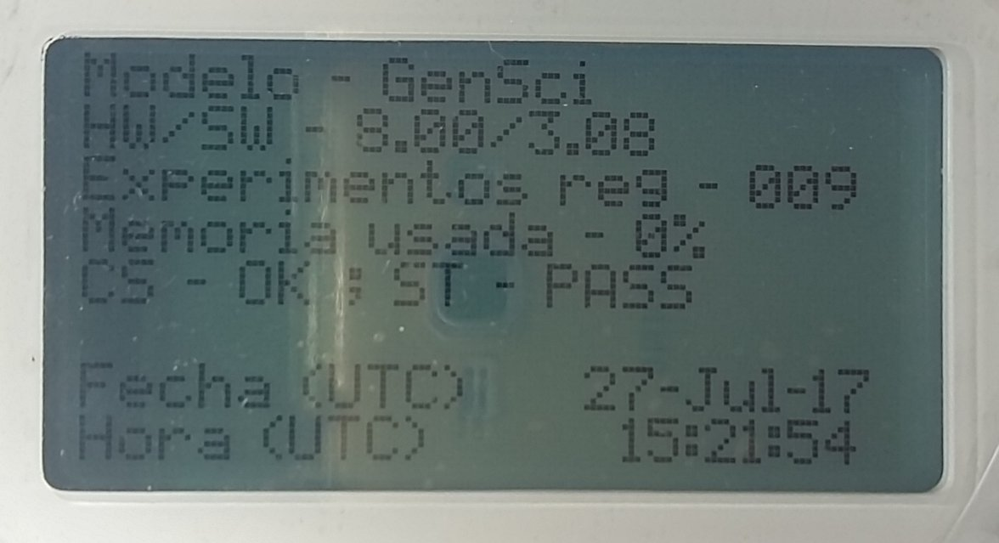 Modelo - GenSci
HW/SW - 8.00/3.08
Experimentos reg - 009
Memoria usada - 0%
CS - OK ; ST - PASS
Fecha (UTC) 27-Jul-17
Hora (UTC) 15:21:54